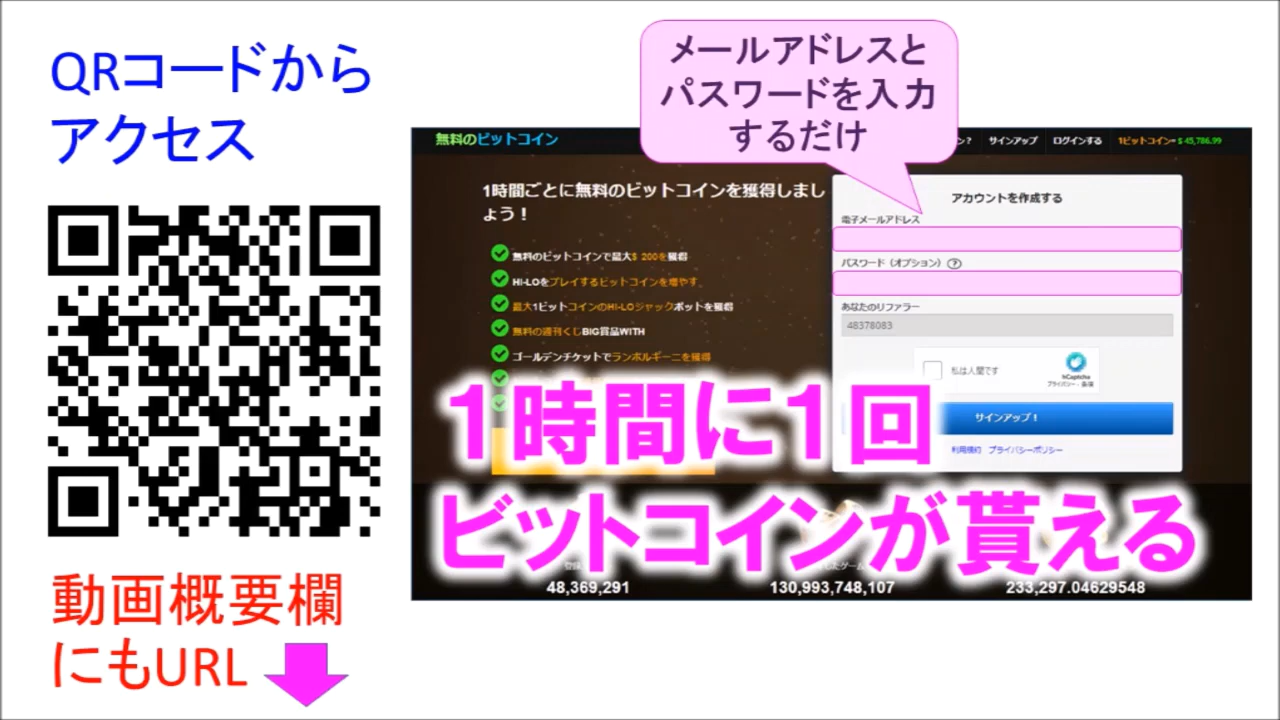 QRコードから
アクセス
動画概要欄
にもURL
メールアドレスと
パスワードを入力
するだけ
無料のビットコイン
ン?
サインアップ
ログインする
1ビットコイン=$45,786.99
1時間ごとに無料のビットコインを獲得しまし
ょう!
無料のビットコインで最大$ 200を獲得
HI-LOをプレイするビットコインを増やす。
最大1ビットコインのHI-LOジャックポットを獲得
無料の週刊くじBIG賞品WITH
ゴールデンチケットでランボルギーニを獲得
アカウントを作成する
電子メールアドレス
パスワード(オプション) ?
あなたのリファラー
48378083
私は人間です
hCaptcha
サインアップ!
利用規約 プライバシーポリシー
1時間に1回
ビットコインが貰える
48,369,291
130,993,748,107
233,297.04629548